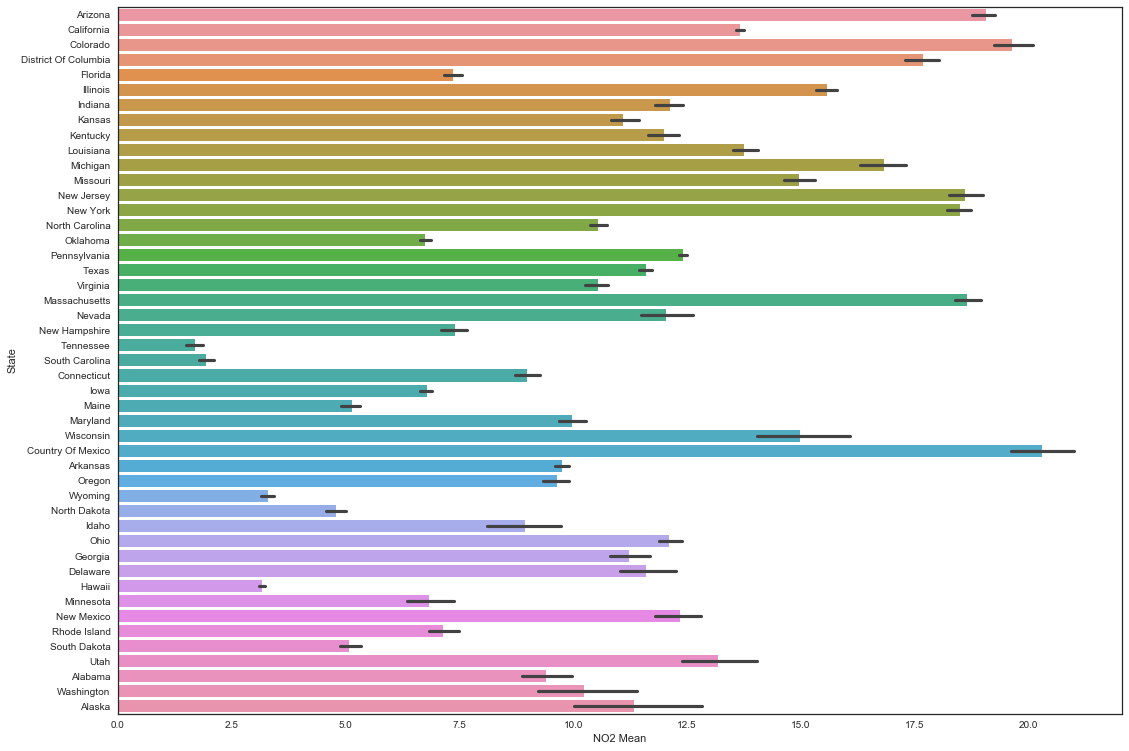 Arizona
California
Colorado
District Of Columbia
Florida
Illinois
Indiana
Kansas
Kentucky
Louisiana
Michigan
Missouri
New Jersey
New York
North Carolina
Oklahoma
Pennsylvania
Texas
Virginia
Massachusetts
Nevada
New Hampshire
Tennessee
South Carolina
Connecticut
Iowa
Maine
Maryland
Wisconsin
Country Of Mexico
Arkansas
Oregon
Wyoming
North Dakota
Idaho
Ohio
Georgia
Delaware
Hawaii
Minnesota
New Mexico
Rhode Island
South Dakota
Utah
Alabama
Washington
Alaska
State
0.0 2.5 5.0 7.5 10.0 12.5 15.0 17.5 20.0
NO2 Mean